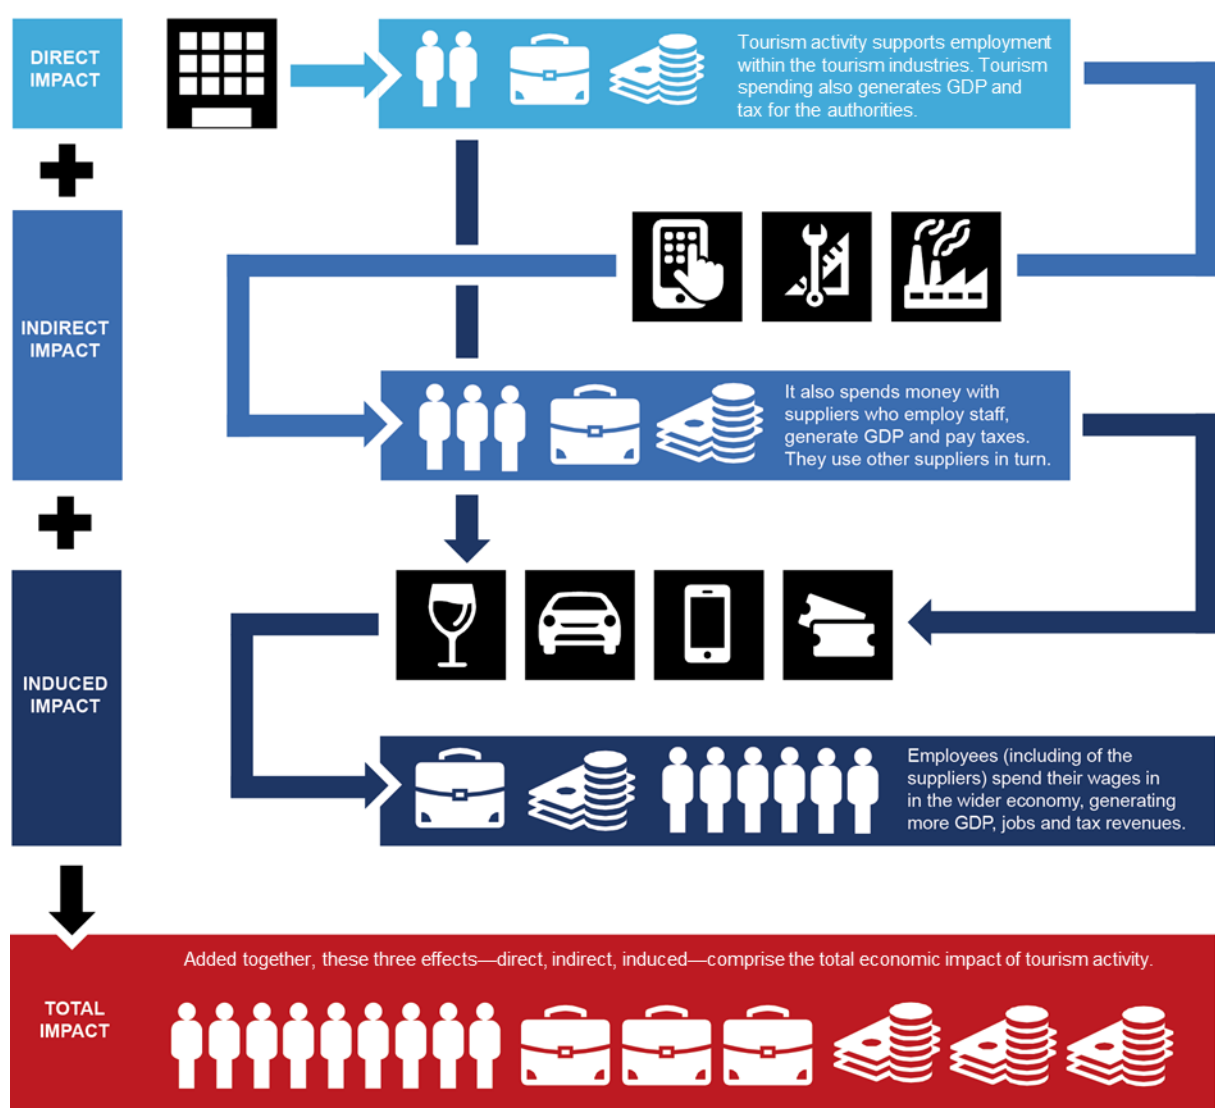 DIRECT
IMPACT
Tourism activity supports employment
within the tourism industries. Tourism
spending also generates GDP and
tax for the authorities.
INDIRECT
IMPACT
It also spends money with
suppliers who employ staff,
generate GDP and pay taxes.
They use other suppliers in turn.
INDUCED
IMPACT
Employees (including of the
suppliers) spend their wages in
in the wider economy, generating
more GDP, jobs and tax revenues.
Added together, these three effects—direct, indirect, induced—comprise the total economic impact of tourism activity.
TOTAL
IMPACT